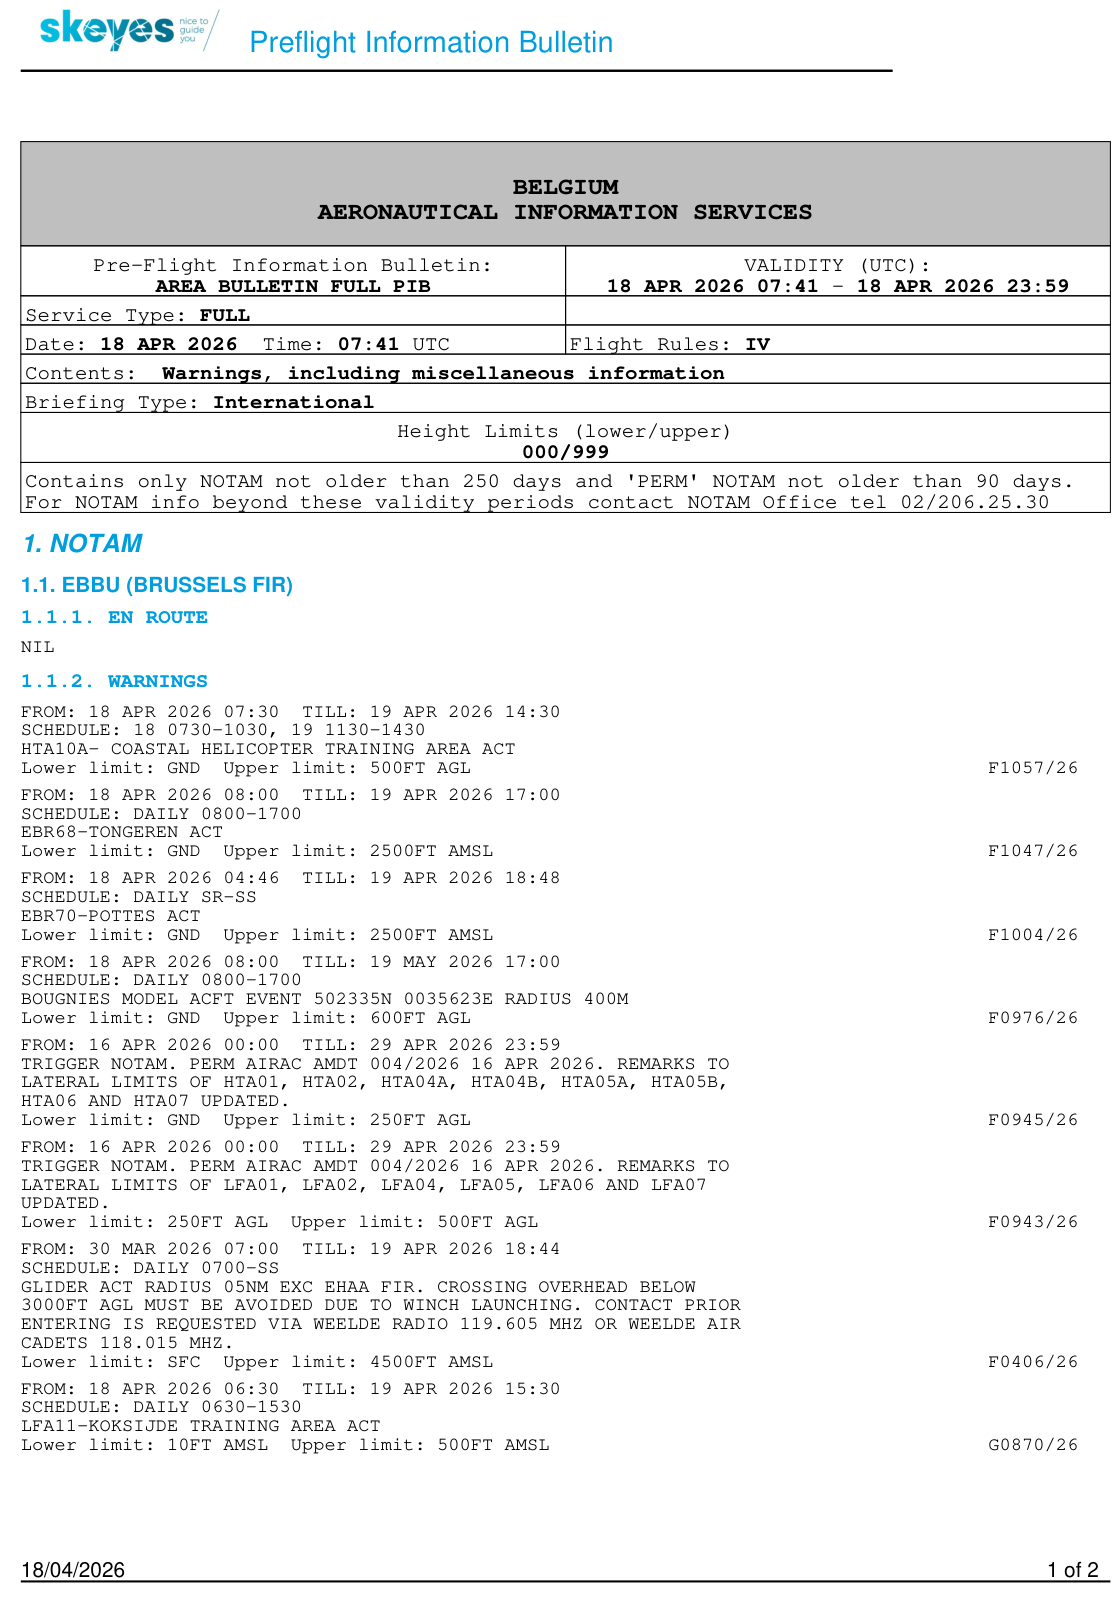 skeyes nice to guide you
Preflight Information Bulletin
BELGIUM
AERONAUTICAL INFORMATION SERVICES
Pre-Flight Information Bulletin:
AREA BULLETIN FULL PIB
VALIDITY (UTC):
18 APR 2026 07:41 - 18 APR 2026 23:59
Service Type: FULL
Date: 18 APR 2026 Time: 07:41 UTC
Flight Rules: IV
Contents: Warnings, including miscellaneous information
Briefing Type: International
Height Limits (lower/upper)
000/999
Contains only NOTAM not older than 250 days and 'PERM' NOTAM not older than 90 days.
For NOTAM info beyond these validity periods contact NOTAM Office tel 02/206.25.30
1. NOTAM
1.1. EBBU (BRUSSELS FIR)
1.1.1. EN ROUTE
NIL
1.1.2. WARNINGS
FROM: 18 APR 2026 07:30 TILL: 19 APR 2026 14:30
SCHEDULE: 18 0730-1030, 19 1130-1430
HTA10A- COASTAL HELICOPTER TRAINING AREA ACT
Lower limit: GND Upper limit: 500FT AGL F1057/26
FROM: 18 APR 2026 08:00 TILL: 19 APR 2026 17:00
SCHEDULE: DAILY 0800-1700
EBR68-TONGEREN ACT
Lower limit: GND Upper limit: 2500FT AMSL F1047/26
FROM: 18 APR 2026 04:46 TILL: 19 APR 2026 18:48
SCHEDULE: DAILY SR-SS
EBR70-POTTES ACT
Lower limit: GND Upper limit: 2500FT AMSL F1004/26
FROM: 18 APR 2026 08:00 TILL: 19 MAY 2026 17:00
SCHEDULE: DAILY 0800-1700
BOUGNIES MODEL ACFT EVENT 502335N 0035623E RADIUS 400M
Lower limit: GND Upper limit: 600FT AGL F0976/26
FROM: 16 APR 2026 00:00 TILL: 29 APR 2026 23:59
TRIGGER NOTAM. PERM AIRAC AMDT 004/2026 16 APR 2026. REMARKS TO
LATERAL LIMITS OF HTA01, HTA02, HTA04A, HTA04B, HTA05A, HTA05B,
HTA06 AND HTA07 UPDATED.
Lower limit: GND Upper limit: 250FT AGL F0945/26
FROM: 16 APR 2026 00:00 TILL: 29 APR 2026 23:59
TRIGGER NOTAM. PERM AIRAC AMDT 004/2026 16 APR 2026. REMARKS TO
LATERAL LIMITS OF LFA01, LFA02, LFA04, LFA05, LFA06 AND LFA07
UPDATED.
Lower limit: 250FT AGL Upper limit: 500FT AGL F0943/26
FROM: 30 MAR 2026 07:00 TILL: 19 APR 2026 18:44
SCHEDULE: DAILY 0700-SS
GLIDER ACT RADIUS 05NM EXC EHAA FIR. CROSSING OVERHEAD BELOW
3000FT AGL MUST BE AVOIDED DUE TO WINCH LAUNCHING. CONTACT PRIOR
ENTERING IS REQUESTED VIA WEELDE RADIO 119.605 MHZ OR WEELDE AIR
CADETS 118.015 MHZ.
Lower limit: SFC Upper limit: 4500FT AMSL F0406/26
FROM: 18 APR 2026 06:30 TILL: 19 APR 2026 15:30
SCHEDULE: DAILY 0630-1530
LFA11-KOKSIJDE TRAINING AREA ACT
Lower limit: 10FT AMSL Upper limit: 500FT AMSL G0870/26
18/04/2026 1 of 2